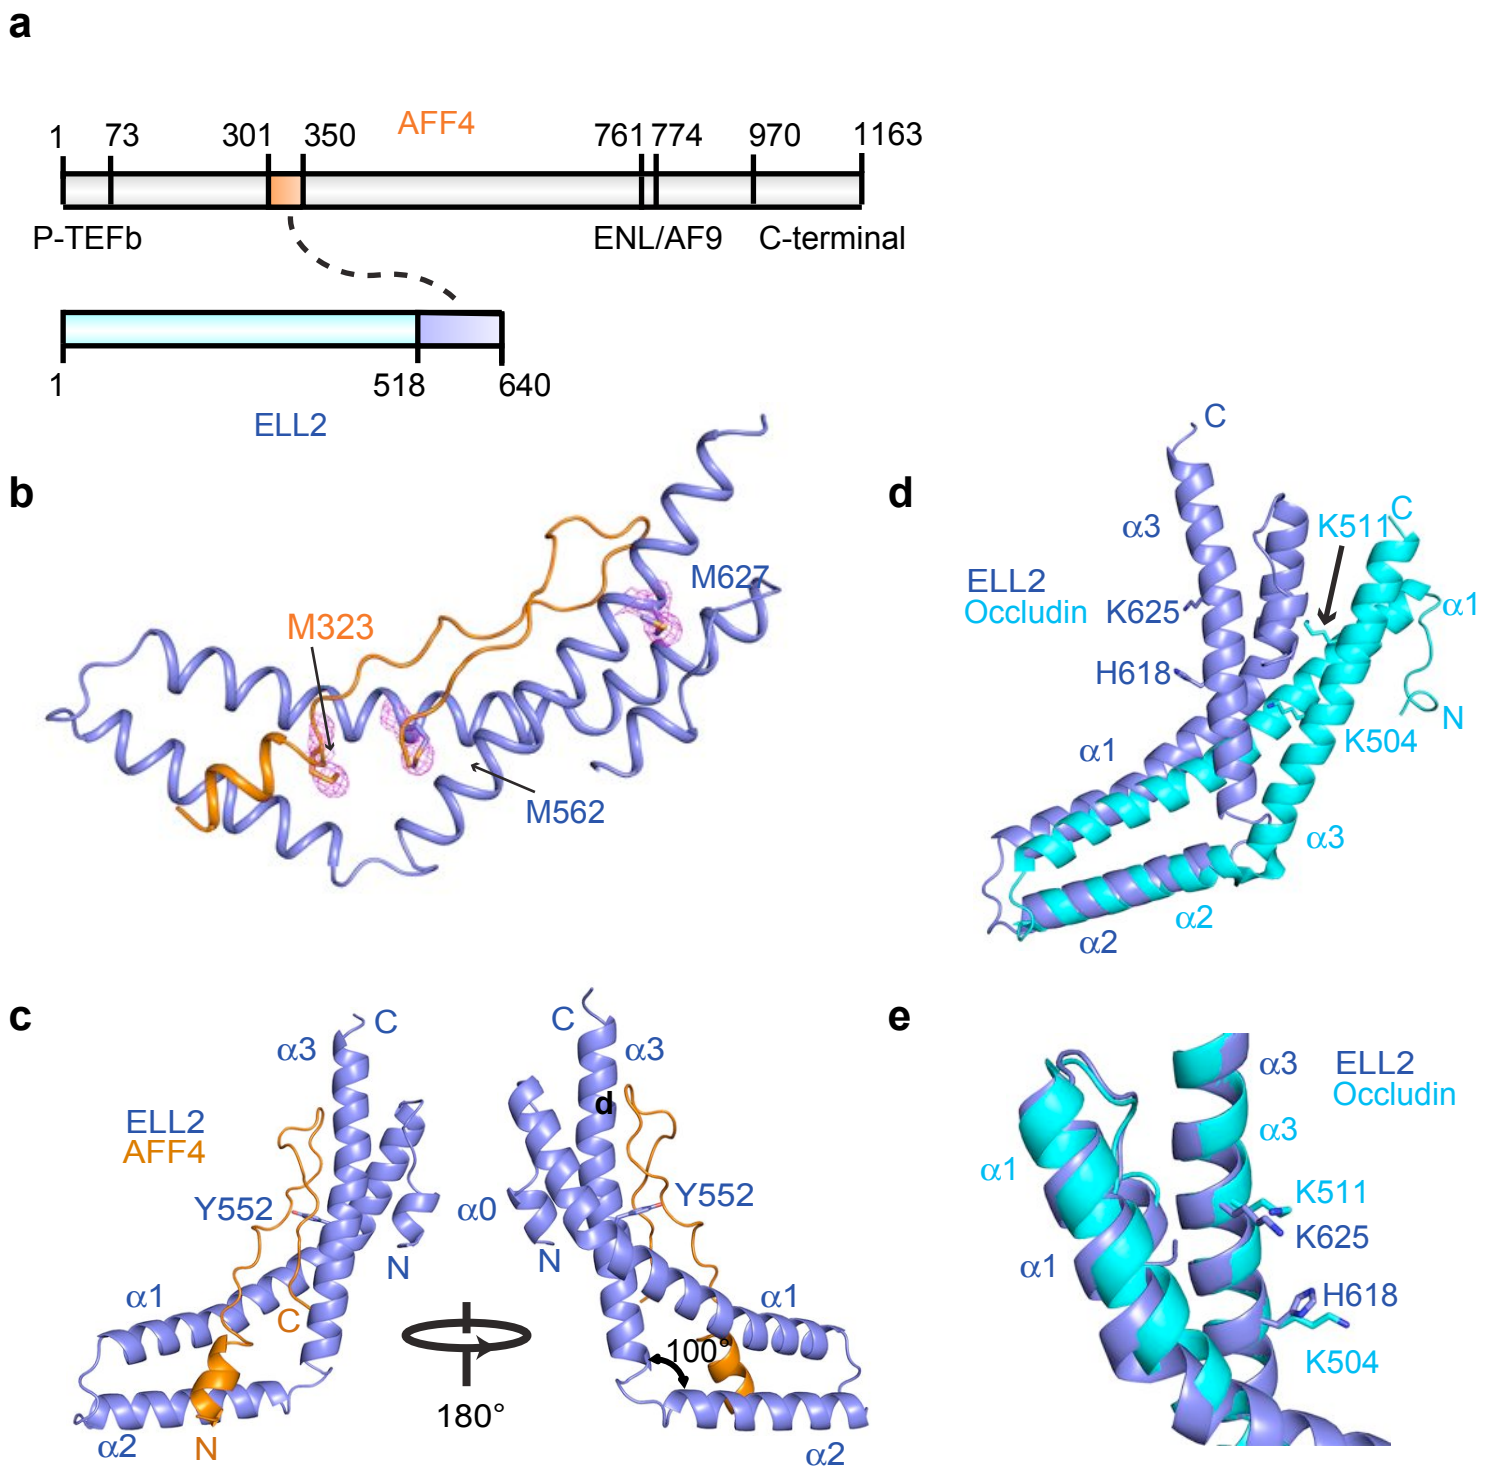 a
AFF4
1 73 301 350 761 774 970 1163
P-TEFb ENL/AF9 C-terminal
1 518 640
ELL2
b
M323
M627
M562
c
C
α3
ELL2
AFF4
Y552
N
α1
C
α2
N
180°
C
α3
d
α0
Y552
N
α1
100°
α2
d
C
α3
K511
C
ELL2
Occludin
K625
α1
H618
N
K504
α1
α3
α2
α2
e
α3
ELL2
Occludin
α3
α1
K511
K625
α1
H618
K504